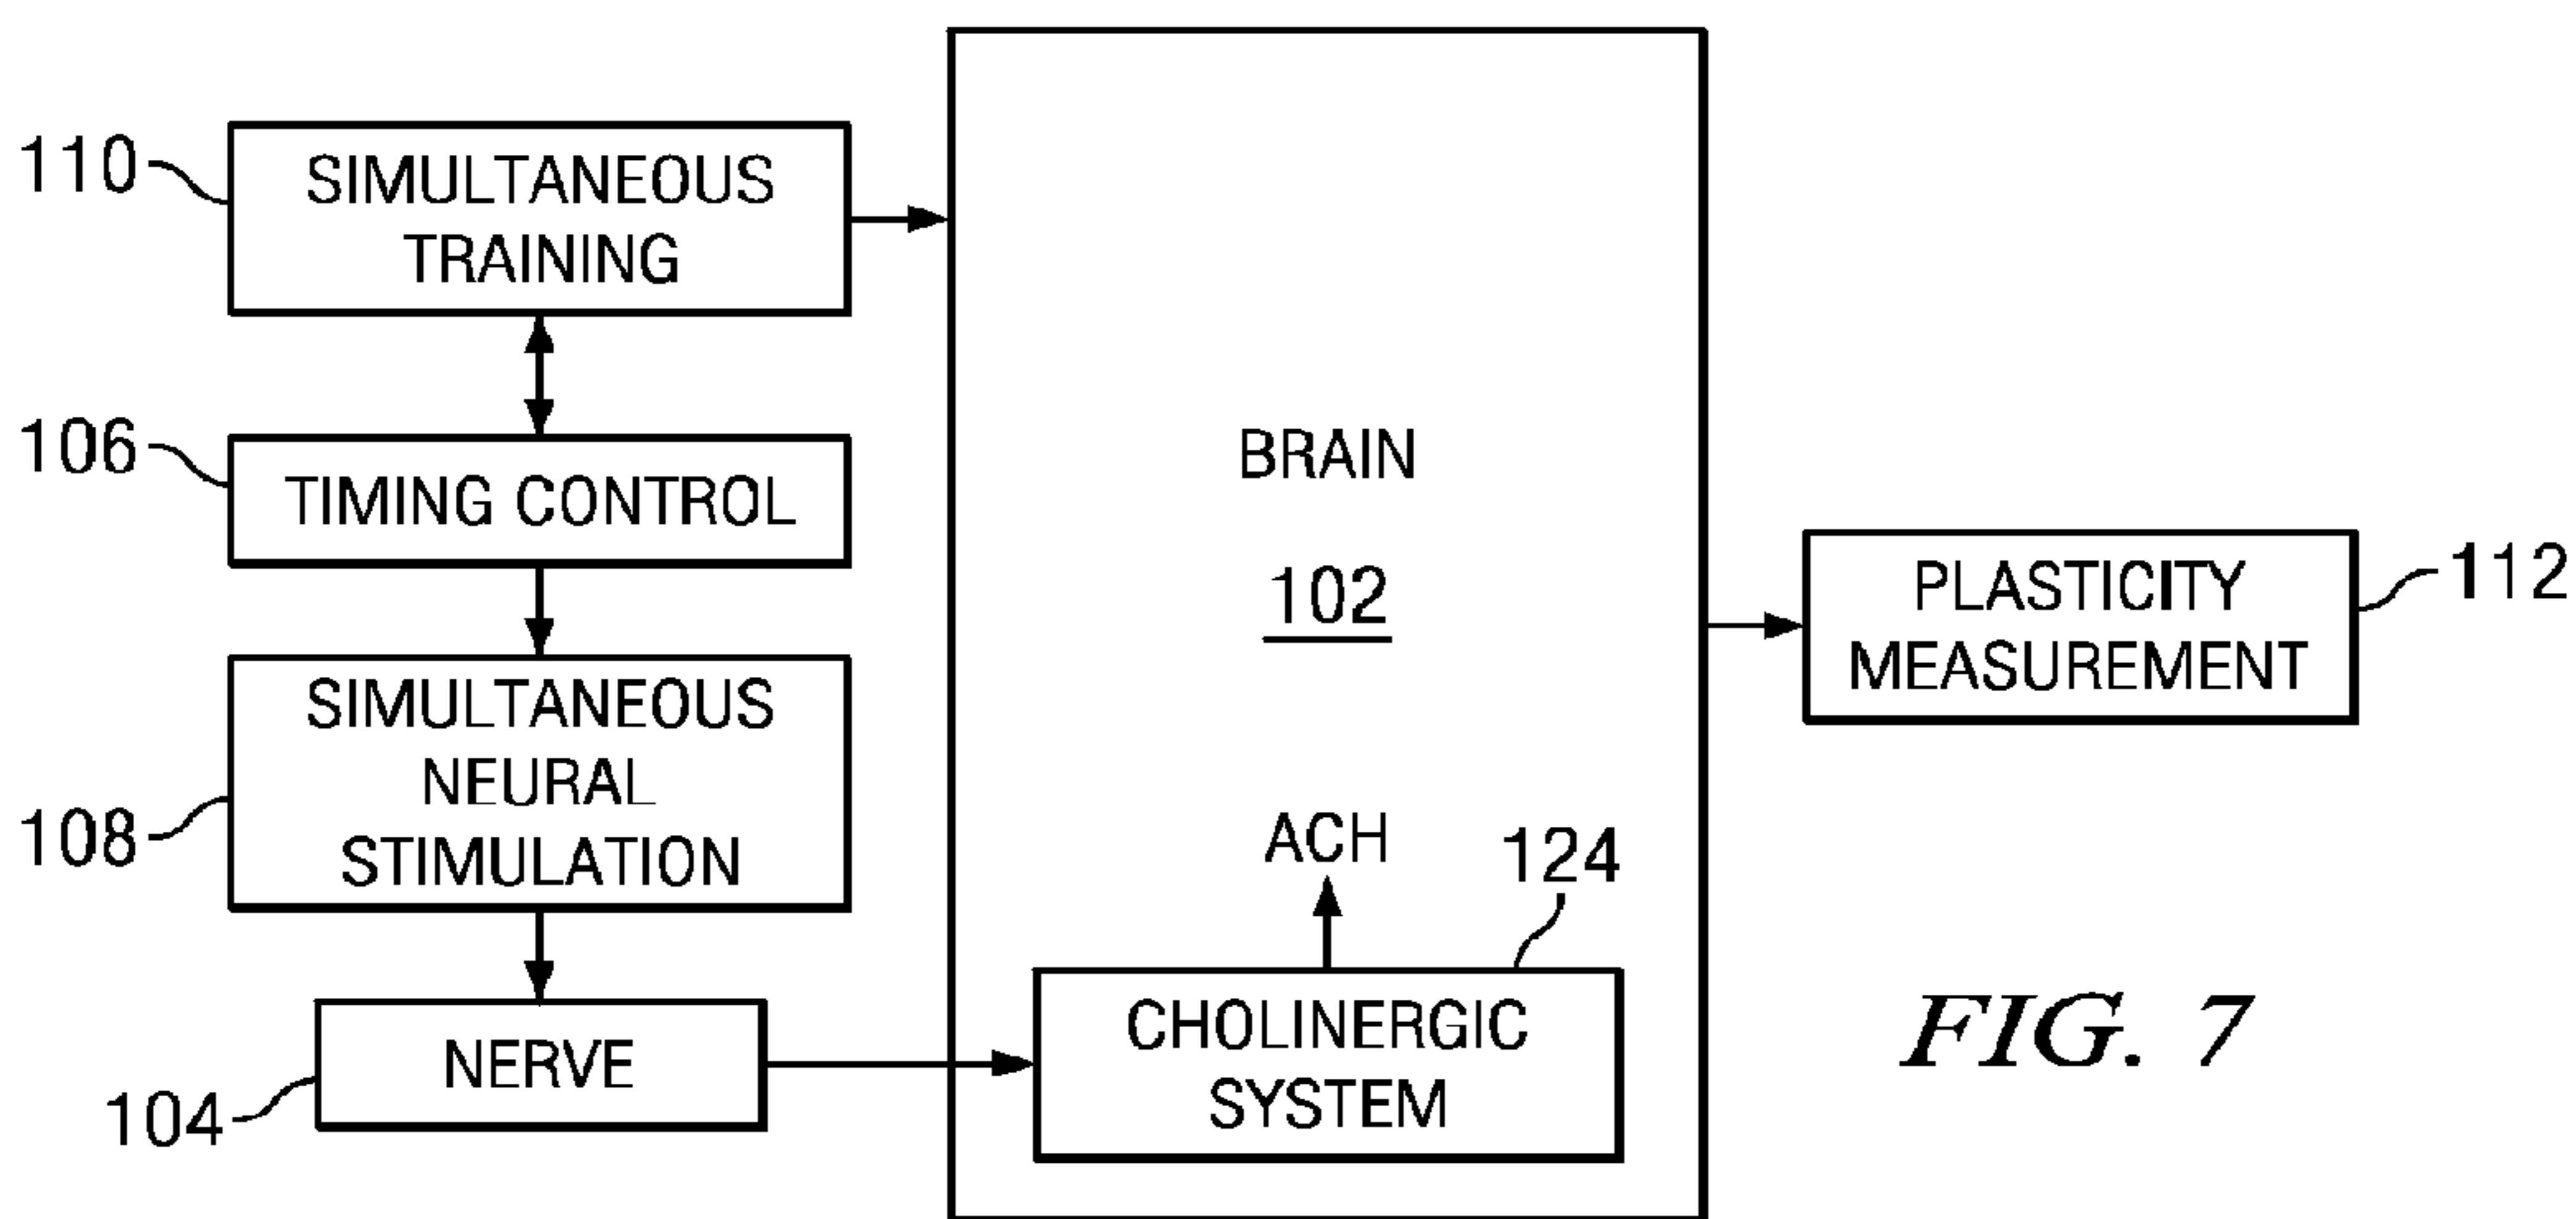 110
SIMULTANEOUS
TRAINING
106
TIMING CONTROL
108
SIMULTANEOUS
NEURAL
STIMULATION
104
NERVE
BRAIN
102
ACH
124
CHOLINERGIC
SYSTEM
PLASTICITY
MEASUREMENT
112
FIG. 7